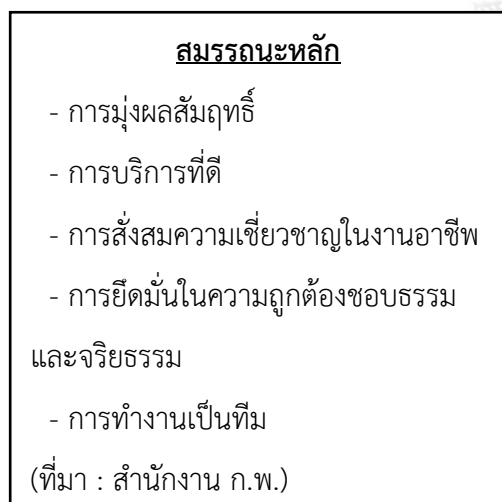 สมรรถนะหลัก
- การมุ่งผลสัมฤทธิ์
- การบริการที่ดี
- การสั่งสมความเชี่ยวชาญในงานอาชีพ
- การยึดมั่นในความถูกต้องชอบธรรม
และจริยธรรม
- การทำงานเป็นทีม
(ที่มา : สำนักงาน ก.พ.)